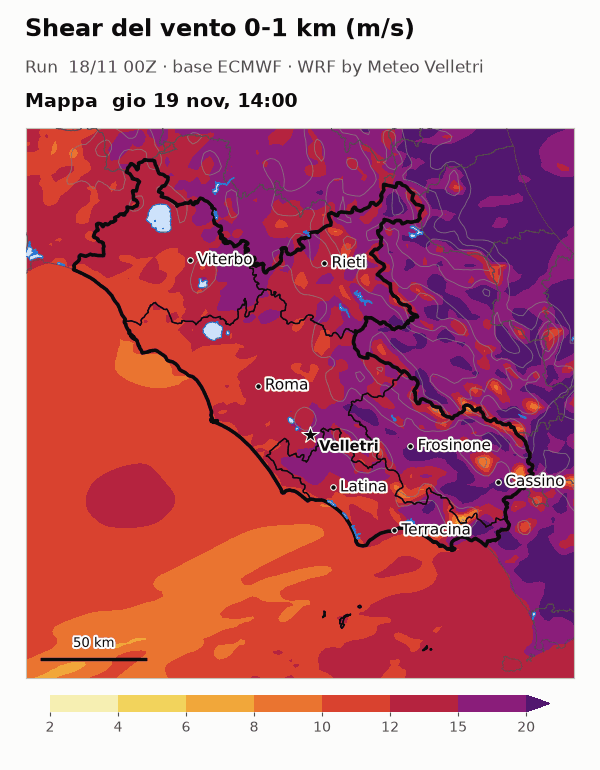 Shear del vento 0-1 km (m/s)
Run  18/11 00Z · base ECMWF · WRF by Meteo Velletri
Mappa  gio 19 nov, 14:00
Viterbo
Rieti
Roma
Velletri
Frosinone
Latina
Cassino
Terracina
50 km
2 4 6 8 10 12 15 20